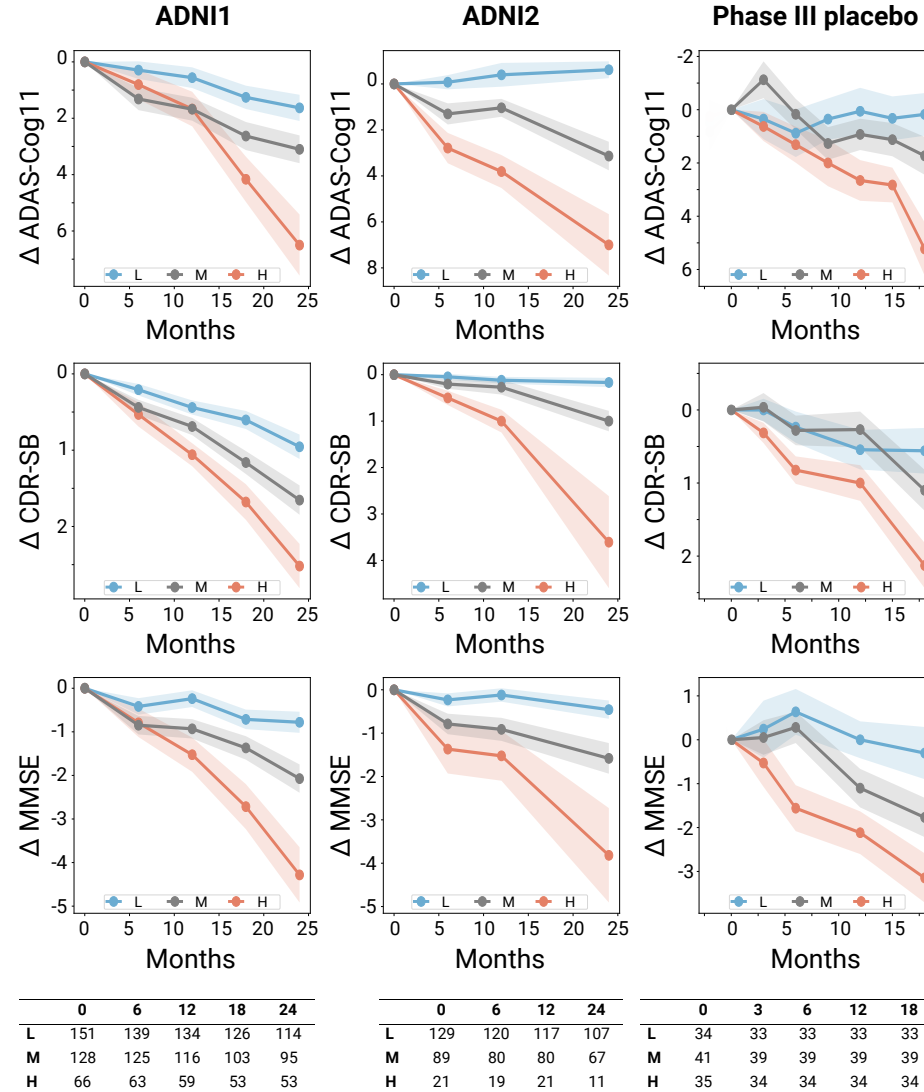 ADNI1 ADNI2 Phase III placebo
0 2 4 6
Δ ADAS-Cog11
L M H
0 5 10 15 20 25
Months
0 2 4 6 8
Δ ADAS-Cog11
L M H
0 5 10 15 20 25
Months
-2 0 2 4 6
Δ ADAS-Cog11
L M H
0 5 10 15
Months
0 1 2
Δ CDR-SB
L M H
0 5 10 15 20 25
Months
0 1 2 3 4
Δ CDR-SB
L M H
0 5 10 15 20 25
Months
0 1 2
Δ CDR-SB
L M H
0 5 10 15
Months
0 -1 -2 -3 -4 -5
Δ MMSE
L M H
0 5 10 15 20 25
Months
0 -1 -2 -3 -4 -5
Δ MMSE
L M H
0 5 10 15 20 25
Months
1 0 -1 -2 -3
Δ MMSE
L M H
0 5 10 15
Months
0 6 12 18 24
L 151 139 134 126 114
M 128 125 116 103 95
H 66 63 59 53 53
0 6 12 24
L 129 120 117 107
M 89 80 80 67
H 21 19 21 11
0 3 6 12 18
L 34 33 33 33 33
M 41 39 39 39 39
H 35 34 34 34 34